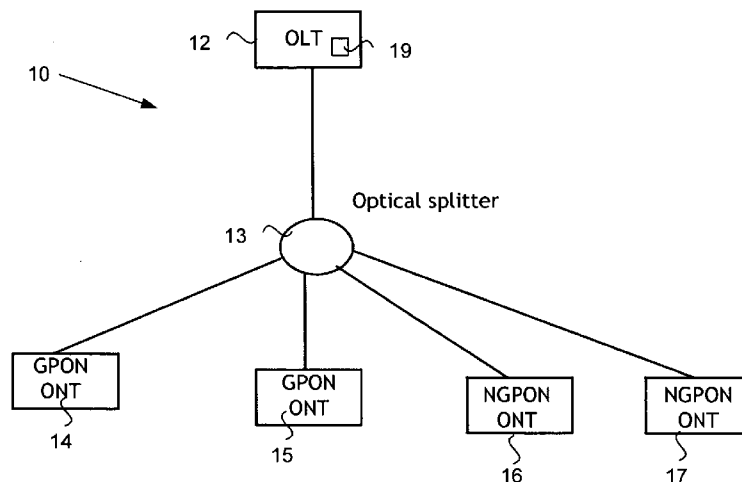 12
OLT
19
10
Optical splitter
13
GPON
ONT
14
GPON
ONT
15
NGPON
ONT
16
NGPON
ONT
17